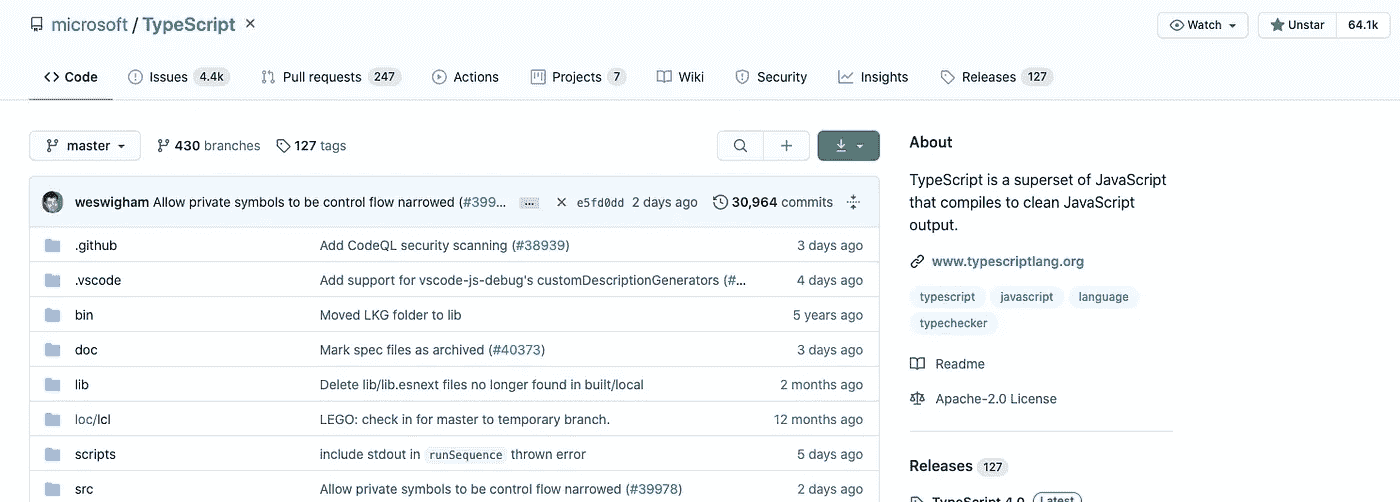 microsoft / TypeScript ×
Watch Unstar 64.1k
Code Issues 4.4k Pull requests 247 Actions Projects 7 Wiki Security Insights Releases 127
master 430 branches 127 tags
weswigham Allow private symbols to be control flow narrowed (#399... ... × e5fd0dd 2 days ago 30,964 commits
.github Add CodeQL security scanning (#38939) 3 days ago
.vscode Add support for vscode-js-debug's customDescriptionGenerators (#... 4 days ago
bin Moved LKG folder to lib 5 years ago
doc Mark spec files as archived (#40373) 3 days ago
lib Delete lib/lib.esnext files no longer found in built/local 2 months ago
loc/lcl LEGO: check in for master to temporary branch. 12 months ago
scripts include stdout in runSequence thrown error 5 days ago
src Allow private symbols to be control flow narrowed (#39978) 2 days ago
About
TypeScript is a superset of JavaScript
that compiles to clean JavaScript
output.
www.typescriptlang.org
typescript javascript language
typechecker
Readme
Apache-2.0 License
Releases 127
TypeScript 4.0 Latest